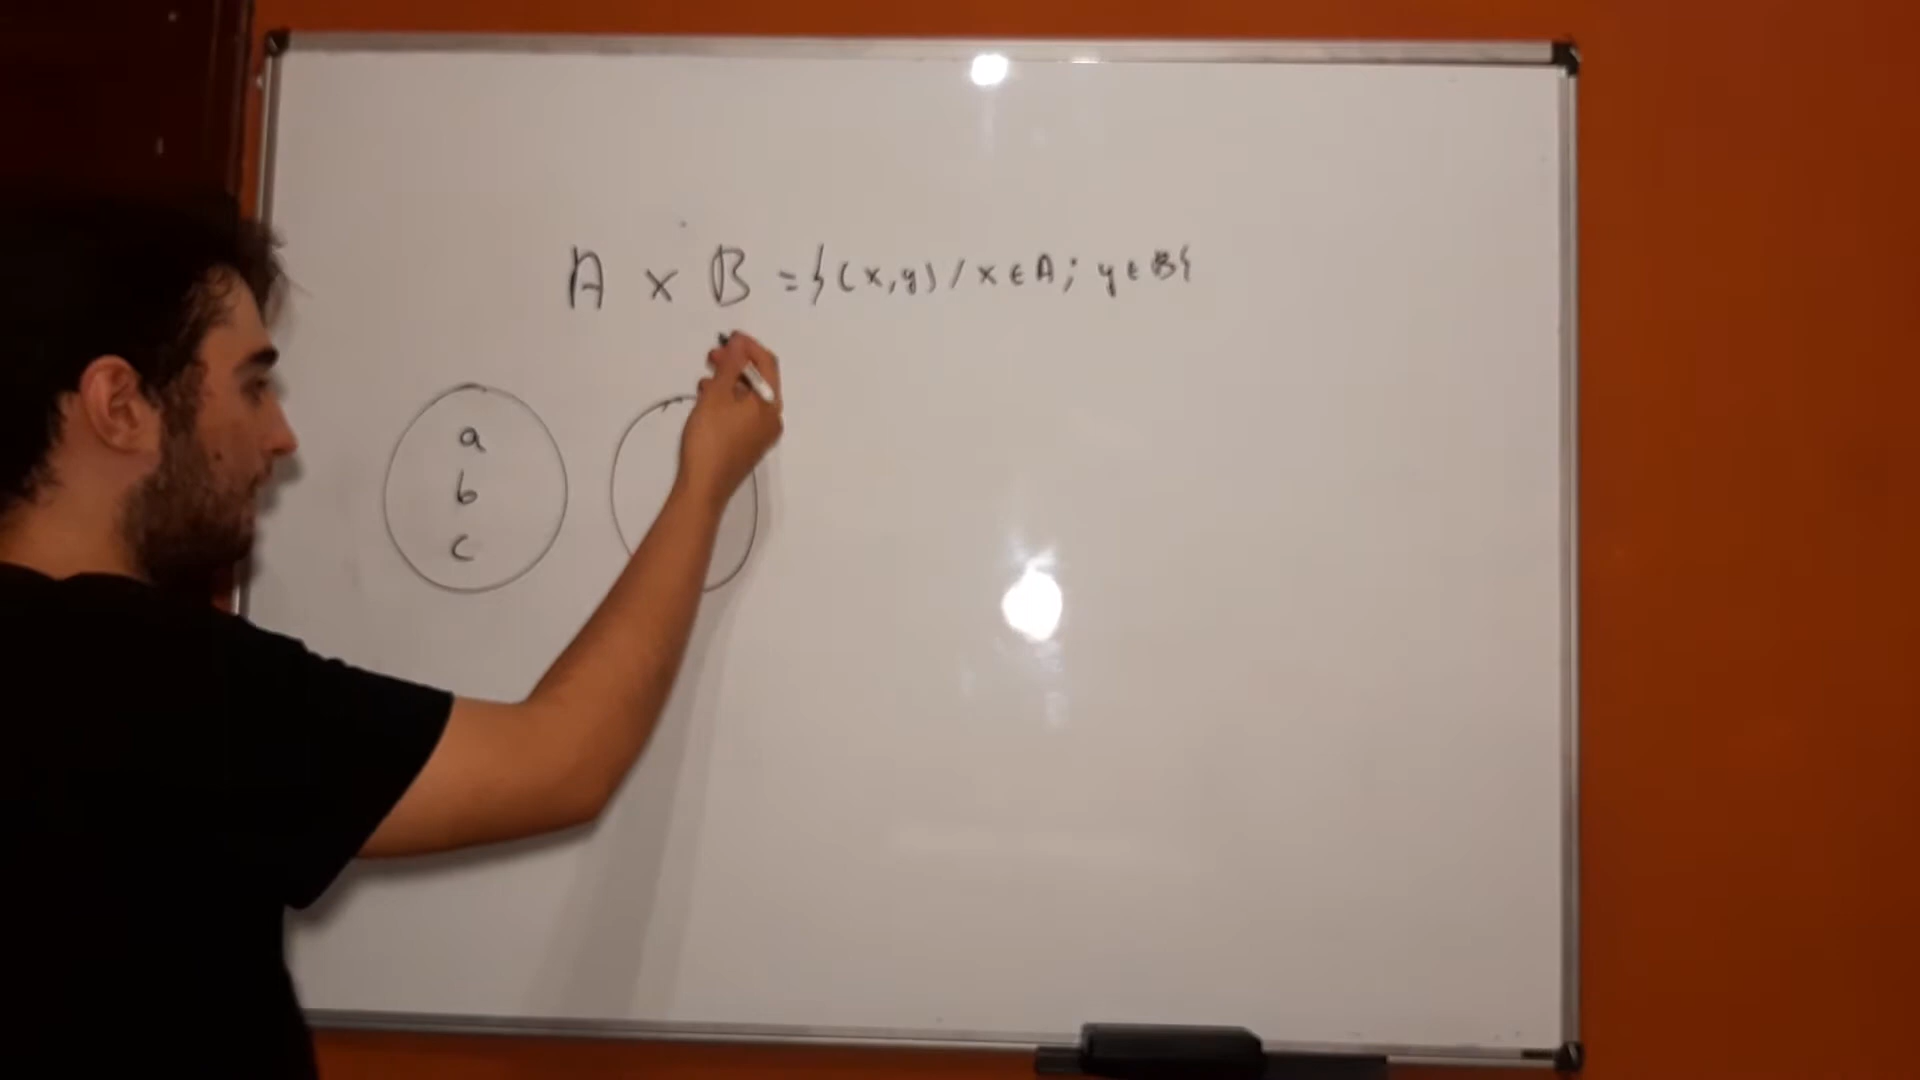 A x B = {(x,y) / x ∈ A; y ∈ B}
a
b
c